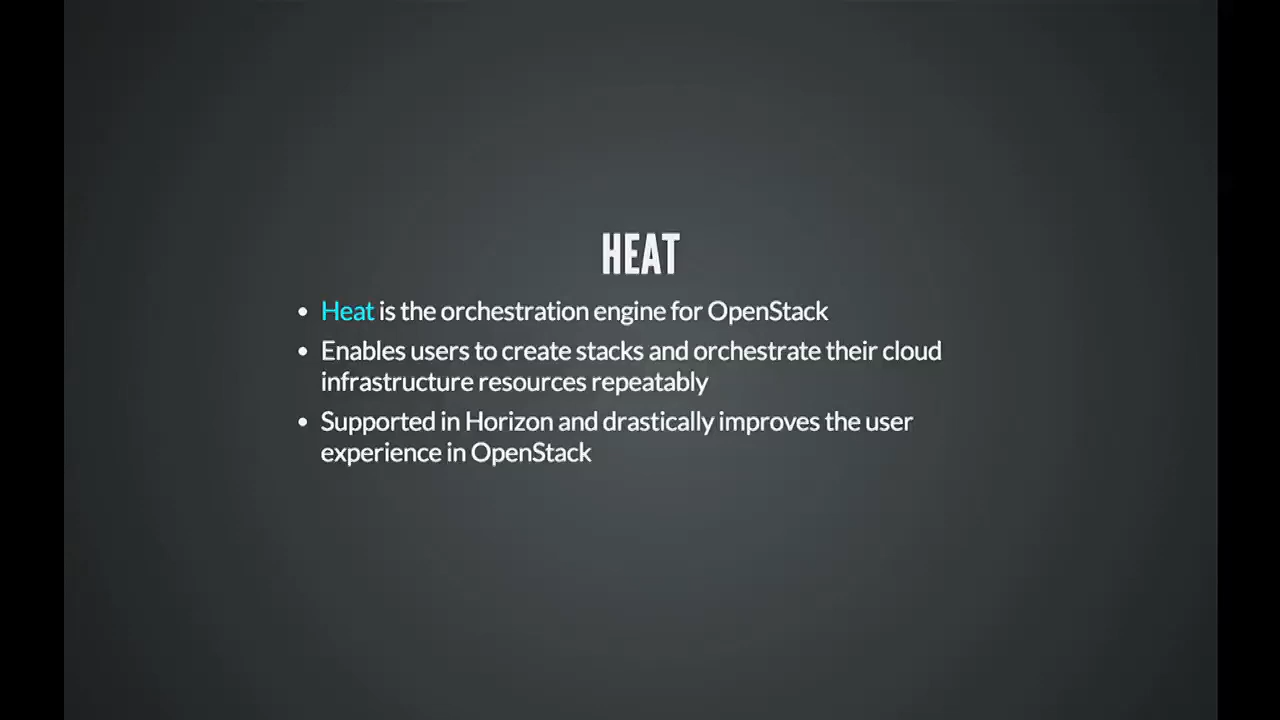 HEAT
• Heat is the orchestration engine for OpenStack
• Enables users to create stacks and orchestrate their cloud
infrastructure resources repeatably
• Supported in Horizon and drastically improves the user
experience in OpenStack